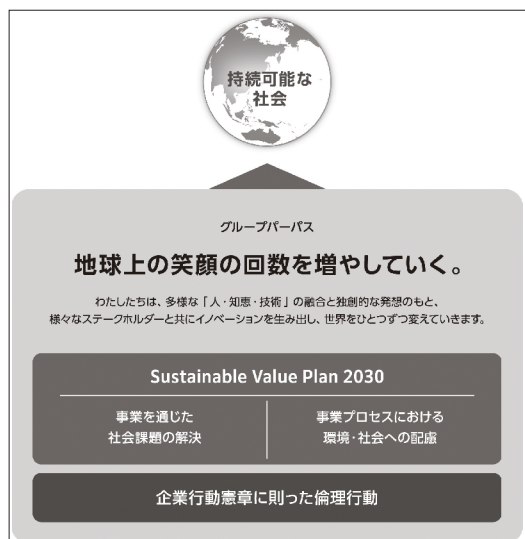 持続可能な
社会
グループパーパス
地球上の笑顔の回数を増やしていく。
わたしたちは、多様な「人・知恵・技術」の融合と独創的な発想のもと、
様々なステークホルダーと共にイノベーションを生み出し、世界をひとつずつ変えていきます。
Sustainable Value Plan 2030
事業を通じた
社会課題の解決
事業プロセスにおける
環境・社会への配慮
企業行動憲章に則った倫理行動